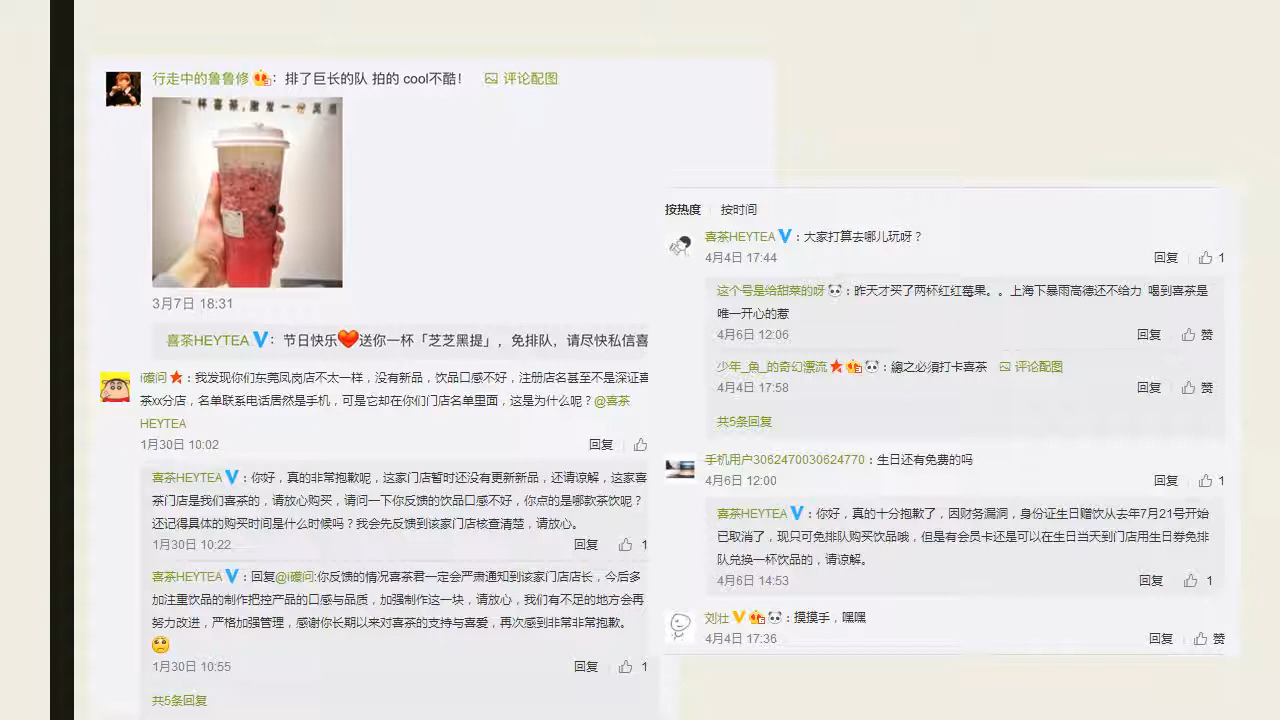 行走中的鲁鲁修：排了巨长的队 拍的 cool不酷！ 评论配图
一杯喜茶，激发一分灵感
3月7日 18:31
喜茶HEYTEA V：节日快乐❤送你一杯「芝芝黑提」，免排队，请尽快私信喜
：我发现你们东莞凤岗店不太一样，没有新品，饮品口感不好，注册店名甚至不是深证喜
茶xx分店，名单联系电话居然是手机，可是它却在你们门店名单里面，这是为什么呢？@喜茶
HEYTEA
1月30日 10:02
回复
喜茶HEYTEA V：你好，真的非常抱歉呢，这家门店暂时还没有更新新品，还请谅解，这家喜
茶门店是我们喜茶的，请放心购买，请问一下你反馈的饮品口感不好，你点的是哪款茶饮呢？
还记得具体的购买时间是什么时候吗？我会先反馈到该家门店核查清楚，请放心。
1月30日 10:22
回复 1
喜茶HEYTEA V：回复:你反馈的情况喜茶君一定会严肃通知到该家门店店长，今后多
加注重饮品的制作把控产品的口感与品质，加强制作这一块，请放心，我们有不足的地方会再
努力改进，严格加强管理，感谢你长期以来对喜茶的支持与喜爱，再次感到非常非常抱歉。
1月30日 10:55
回复 1
共5条回复
按热度 按时间
喜茶HEYTEA V：大家打算去哪儿玩呀？
4月4日 17:44
回复 1
这个号是给甜菜的呀：昨天才买了两杯红红莓果。。上海下暴雨高德还不给力 喝到喜茶是
唯一开心的惹
4月6日 12:06
回复 赞
少年_魚_的奇幻漂流：緣之必須打卡喜茶 评论配图
4月4日 17:58
回复 赞
共5条回复
手机用户3062470030624770：生日还有免费的吗
4月6日 12:00
回复 1
喜茶HEYTEA V：你好，真的十分抱歉了，因财务漏洞，身份证生日赠饮从去年7月21号开始
已取消了，现只可免排队购买饮品哦，但是有会员卡还是可以在生日当天到门店用生日券免排
队兑换一杯饮品的，请谅解。
4月6日 14:53
回复 1
刘壮：摸摸手，嘿嘿
4月4日 17:36
回复 赞